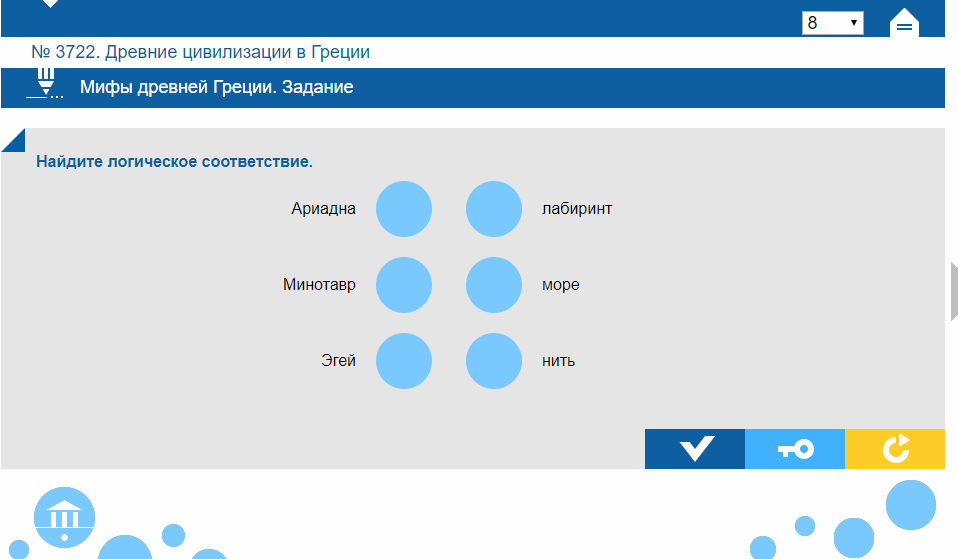 8
№ 3722. Древние цивилизации в Греции
Мифы древней Греции. Задание
Найдите логическое соответствие.
Ариадна лабиринт
Минотавр море
Эгей нить